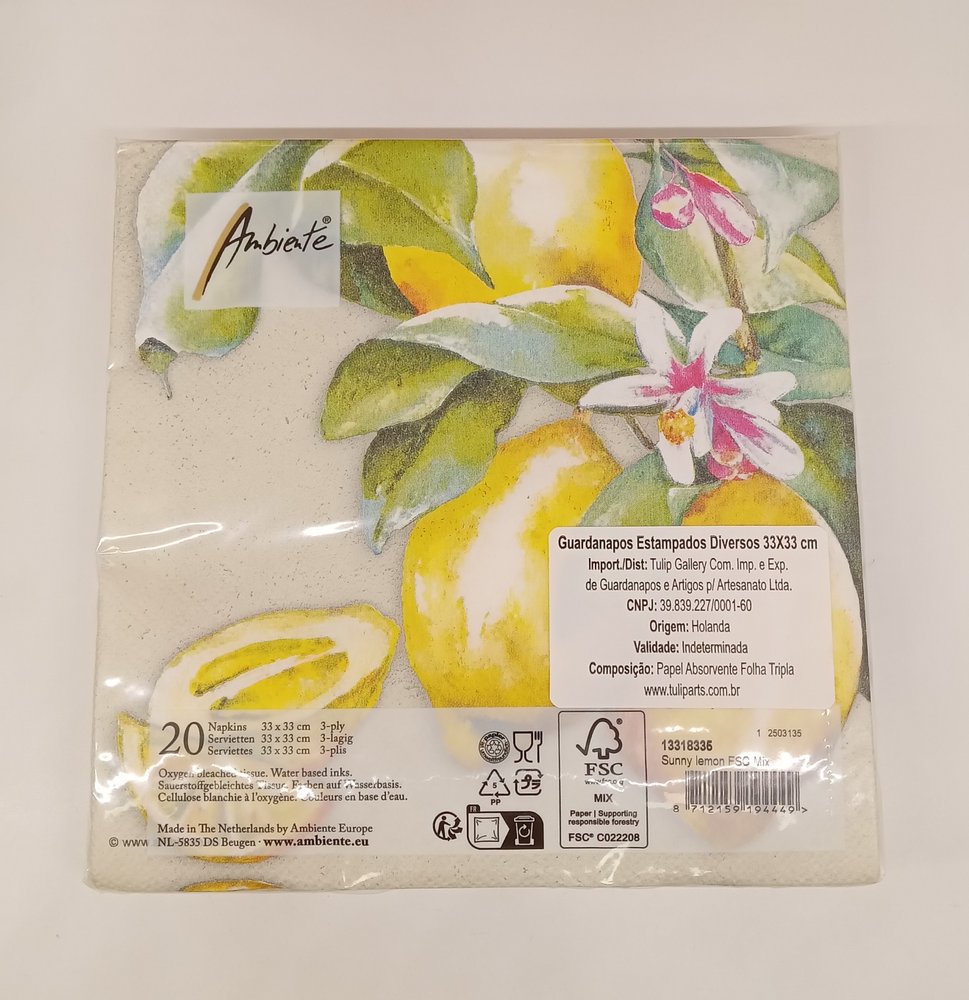 Ambiente®
Guardanapos Estampados Diversos 33X33 cm
Import./Dist: Tulip Gallery Com. Imp. e Exp.
de Guardanapos e Artigos p/ Artesanato Ltda.
CNPJ: 39.839.227/0001-60
Origem: Holanda
Validade: Indeterminada
Composição: Papel Absorvente Folha Tripla
www.tuliparts.com.br
20 Napkins 33 x 33 cm 3-ply
Servietten 33 x 33 cm 3-lagig
Serviettes 33 x 33 cm 3-plis
Oxygen bleached tissue. Water based inks.
Sauerstoffgebleichtes Tissue. Farben auf Wasserbasis.
Cellulose blanchie à l'oxygène. Couleurs en base d'eau.
Made in The Netherlands by Ambiente Europe
© www NL-5835 DS Beugen · www.ambiente.eu
5
PP
プラ
FR
FSC®
MIX
Paper | Supporting
responsible forestry
FSC® C022208
1 2503135
13318335
Sunny lemon FSC Mix
8 712159 194449 >